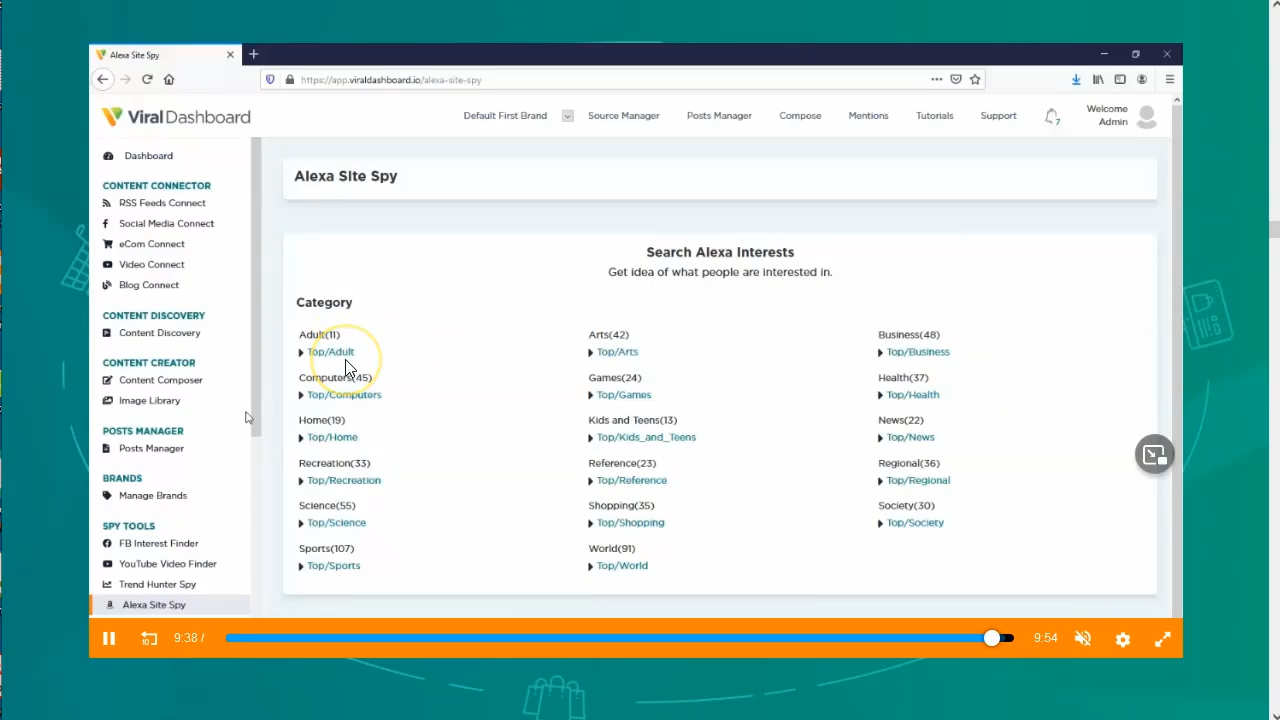 Alexa Site Spy
https://app.viraldashboard.io/alexa-site-spy
ViralDashboard
Default First Brand
Source Manager
Posts Manager
Compose
Mentions
Tutorials
Support
7
Welcome
Admin
Dashboard
CONTENT CONNECTOR
RSS Feeds Connect
Social Media Connect
eCom Connect
Video Connect
Blog Connect
CONTENT DISCOVERY
Content Discovery
CONTENT CREATOR
Content Composer
Image Library
POSTS MANAGER
Posts Manager
BRANDS
Manage Brands
SPY TOOLS
FB Interest Finder
YouTube Video Finder
Trend Hunter Spy
Alexa Site Spy
Alexa Site Spy
Search Alexa Interests
Get idea of what people are interested in.
Category
Adult(11)
Top/Adult
Arts(42)
Top/Arts
Business(48)
Top/Business
Computers(45)
Top/Computers
Games(24)
Top/Games
Health(37)
Top/Health
Home(19)
Top/Home
Kids and Teens(13)
Top/Kids_and_Teens
News(22)
Top/News
Recreation(33)
Top/Recreation
Reference(23)
Top/Reference
Regional(36)
Top/Regional
Science(55)
Top/Science
Shopping(35)
Top/Shopping
Society(30)
Top/Society
Sports(107)
Top/Sports
World(91)
Top/World
10
9:38 /
9:54